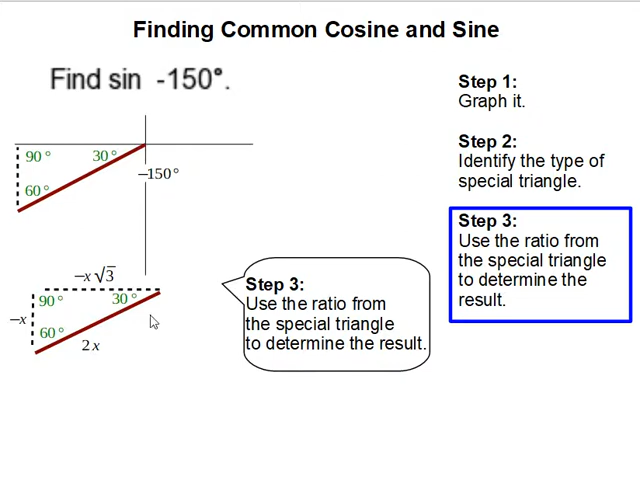 Finding Common Cosine and Sine
Find sin -150°.
90°
30°
60°
−150°
−x√3
90°
30°
−x
60°
2x
Step 3:
Use the ratio from
the special triangle
to determine the result.
Step 1:
Graph it.
Step 2:
Identify the type of
special triangle.
Step 3:
Use the ratio from
the special triangle
to determine the
result.